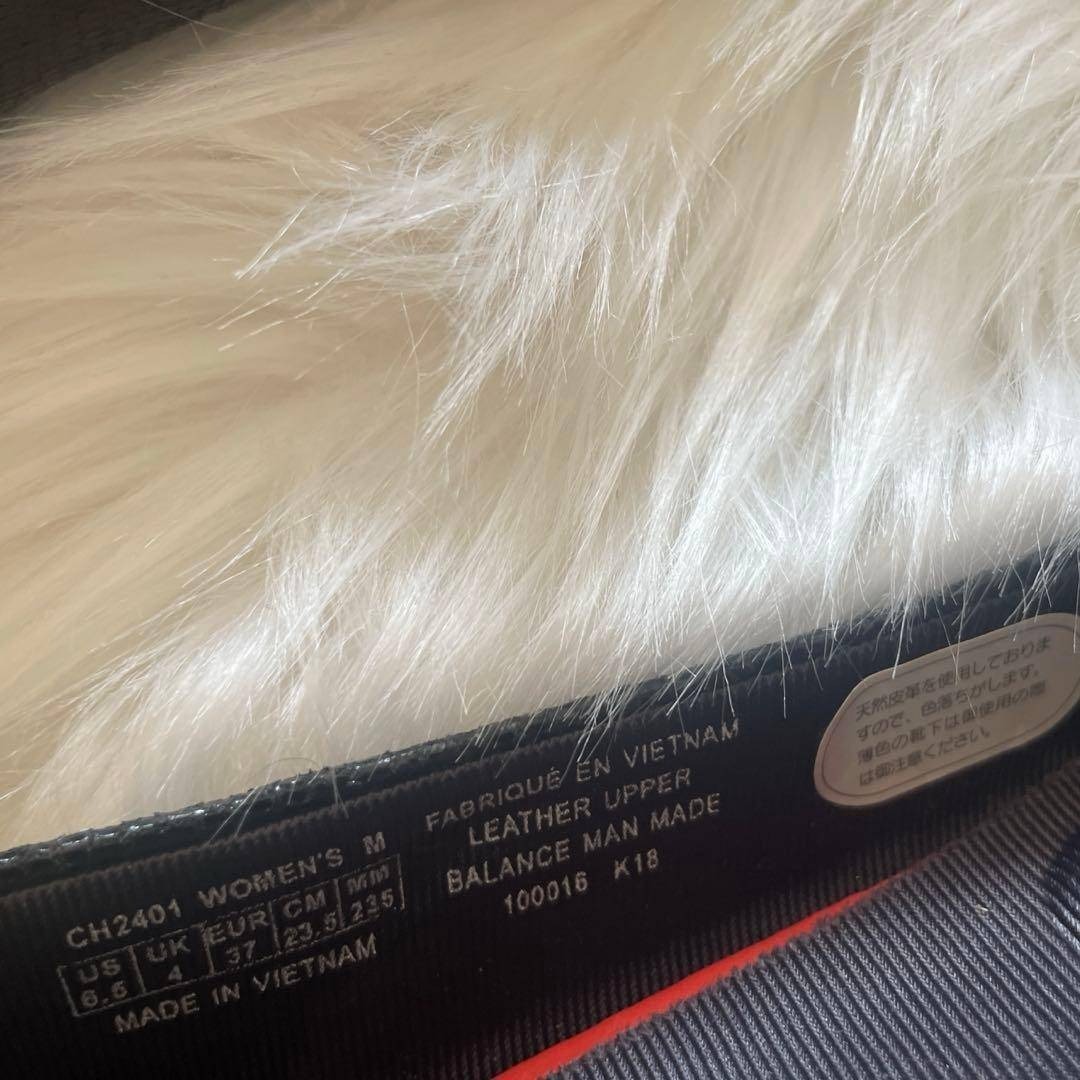 CH2401 WOMEN'S M
US UK EUR CM MM
6.5 4 37 23.5 235
MADE IN VIETNAM
FABRIQUÉ EN VIETNAM
LEATHER UPPER
BALANCE MAN MADE
100016 K18
天然皮革を使用しておりま
すので、色落ちがします。
薄色の靴下は御使用の際
は御注意ください。